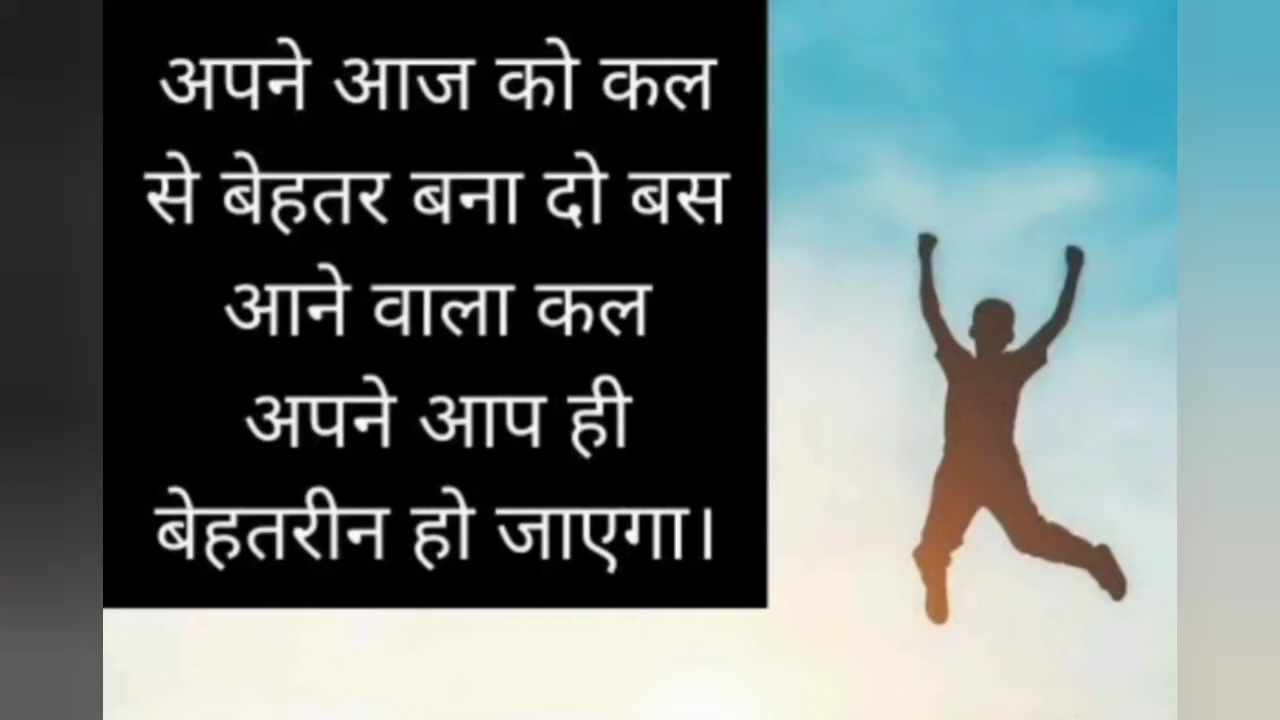 अपने आज को कल
से बेहतर बना दो बस
आने वाला कल
अपने आप ही
बेहतरीन हो जाएगा।